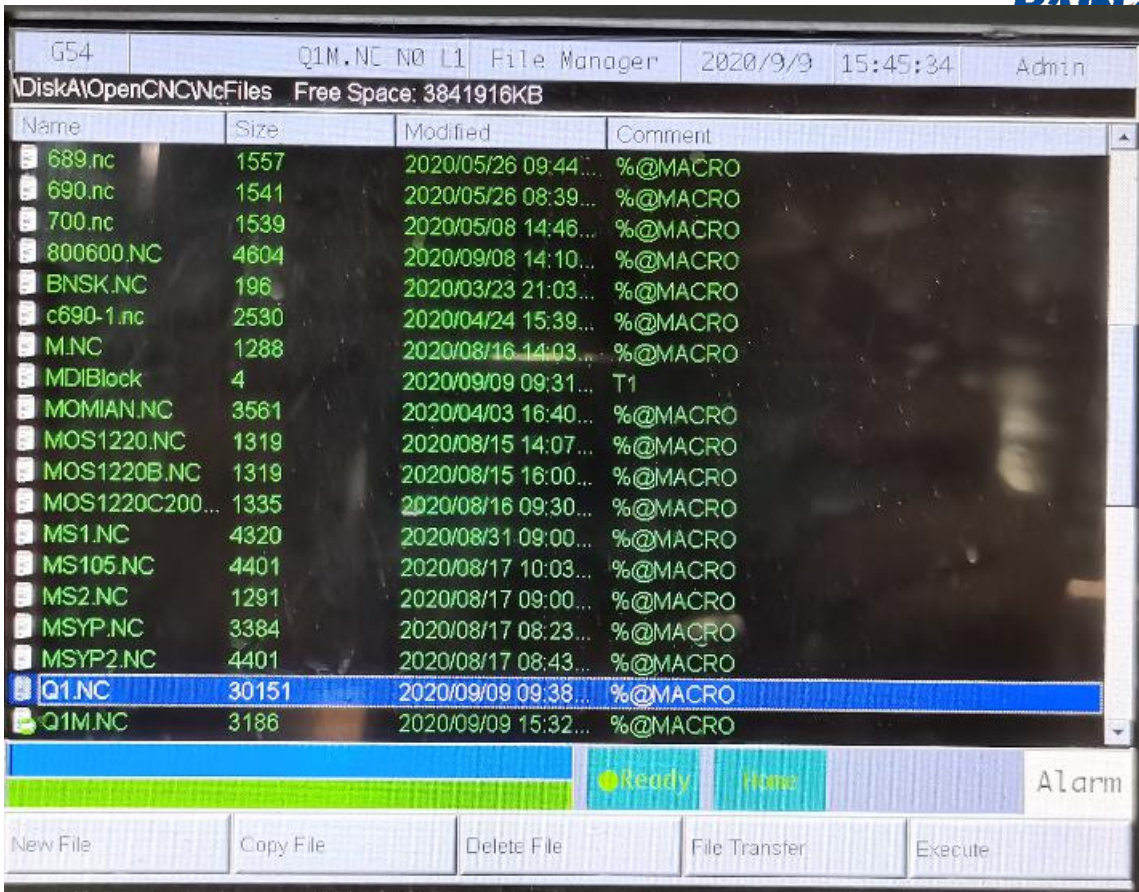 G54 Q1M.NC N0 L1 File Manager 2020/9/9 15:45:34 Admin
\DiskA\OpenCNC\NcFiles Free Space: 3841916KB
Name Size Modified Comment
689.nc 1557 2020/05/26 09:44... %@MACRO
690.nc 1541 2020/05/26 08:39... %@MACRO
700.nc 1539 2020/05/08 14:46... %@MACRO
800600.NC 4604 2020/09/08 14:10... %@MACRO
BNSK.NC 196 2020/03/23 21:03... %@MACRO
c690-1.nc 2530 2020/04/24 15:39... %@MACRO
M.NC 1288 2020/08/16 14:03... %@MACRO
MDIBlock 4 2020/09/09 09:31... T1
MOMIAN.NC 3561 2020/04/03 16:40... %@MACRO
MOS1220.NC 1319 2020/08/15 14:07... %@MACRO
MOS1220B.NC 1319 2020/08/15 16:00... %@MACRO
MOS1220C200... 1335 2020/08/16 09:30... %@MACRO
MS1.NC 4320 2020/08/31 09:00... %@MACRO
MS105.NC 4401 2020/08/17 10:03... %@MACRO
MS2.NC 1291 2020/08/17 09:00... %@MACRO
MSYP.NC 3384 2020/08/17 08:23... %@MACRO
MSYP2.NC 4401 2020/08/17 08:43... %@MACRO
Q1.NC 30151 2020/09/09 09:38... %@MACRO
Q1M.NC 3186 2020/09/09 15:32... %@MACRO
Ready Home Alarm
New File Copy File Delete File File Transfer Execute